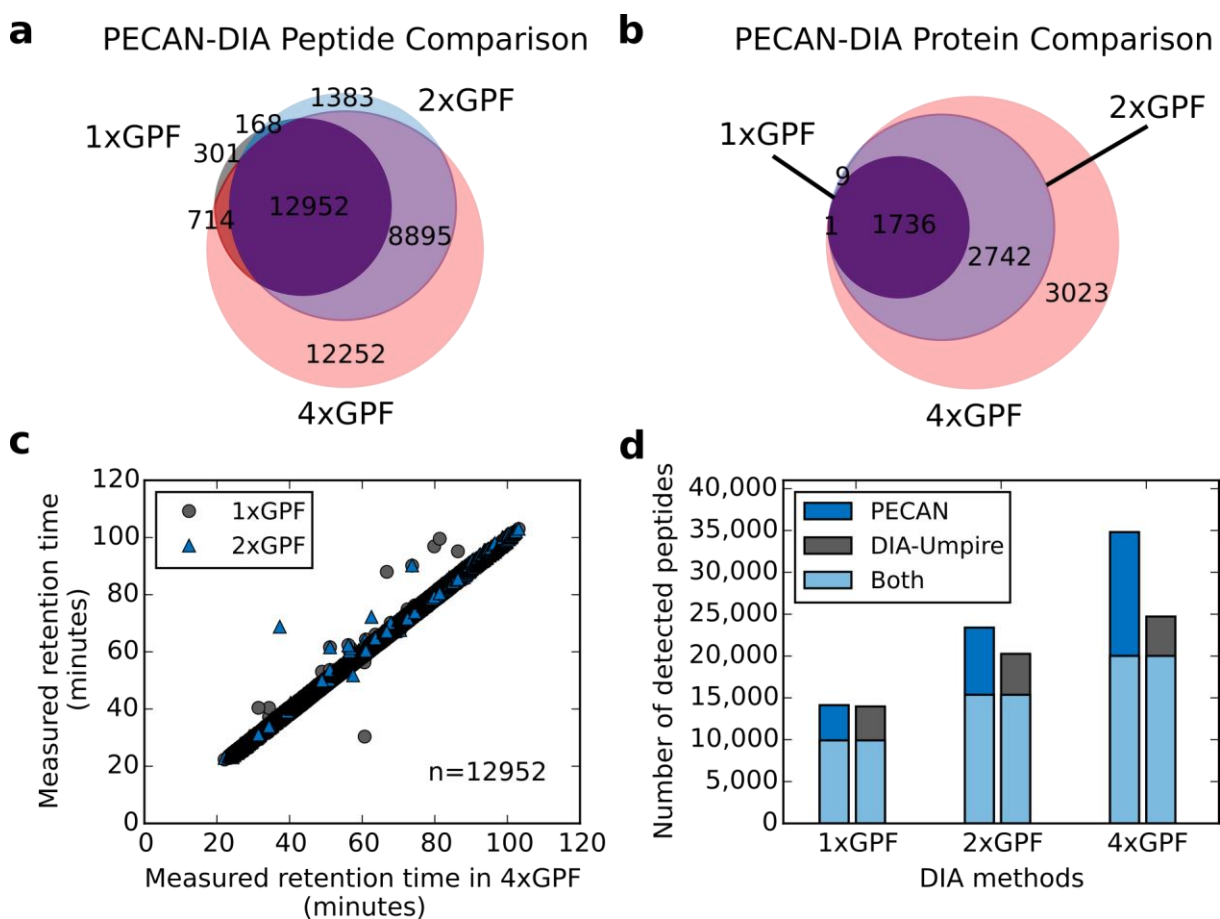 a
PECAN-DIA Peptide Comparison
1383
2xGPF
168
1xGPF
301
12952
714
8895
12252
4xGPF
b
PECAN-DIA Protein Comparison
2xGPF
1xGPF
9
1
1736
2742
3023
4xGPF
c
Measured retention time
(minutes)
120
100
80
60
40
20
0
1xGPF
2xGPF
n=12952
0 20 40 60 80 100 120
Measured retention time in 4xGPF
(minutes)
d
Number of detected peptides
40,000
35,000
30,000
25,000
20,000
15,000
10,000
5,000
0
PECAN
DIA-Umpire
Both
1xGPF 2xGPF 4xGPF
DIA methods